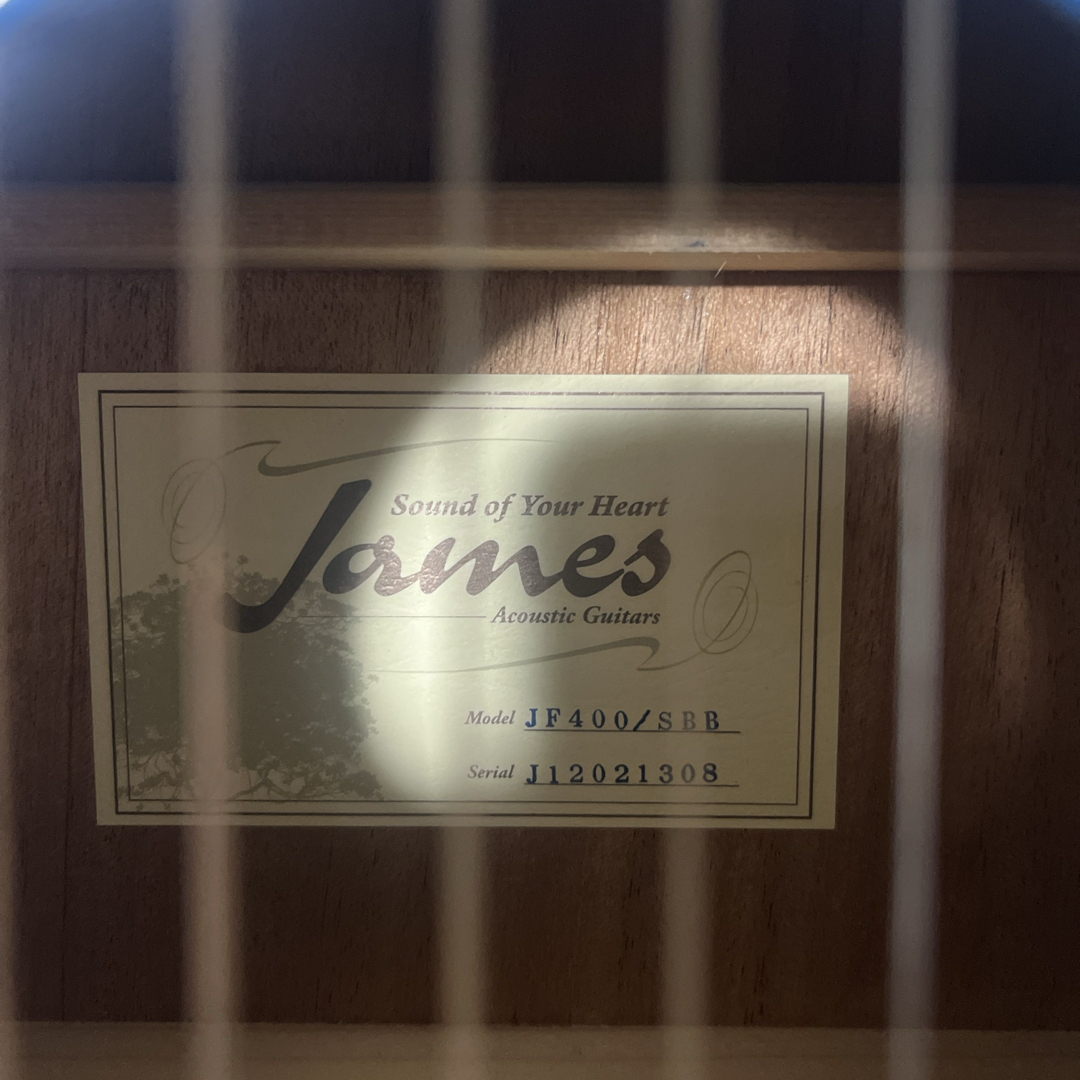 Sound of Your Heart
James
Acoustic Guitars
Model JF400/SBB
Serial J12021308